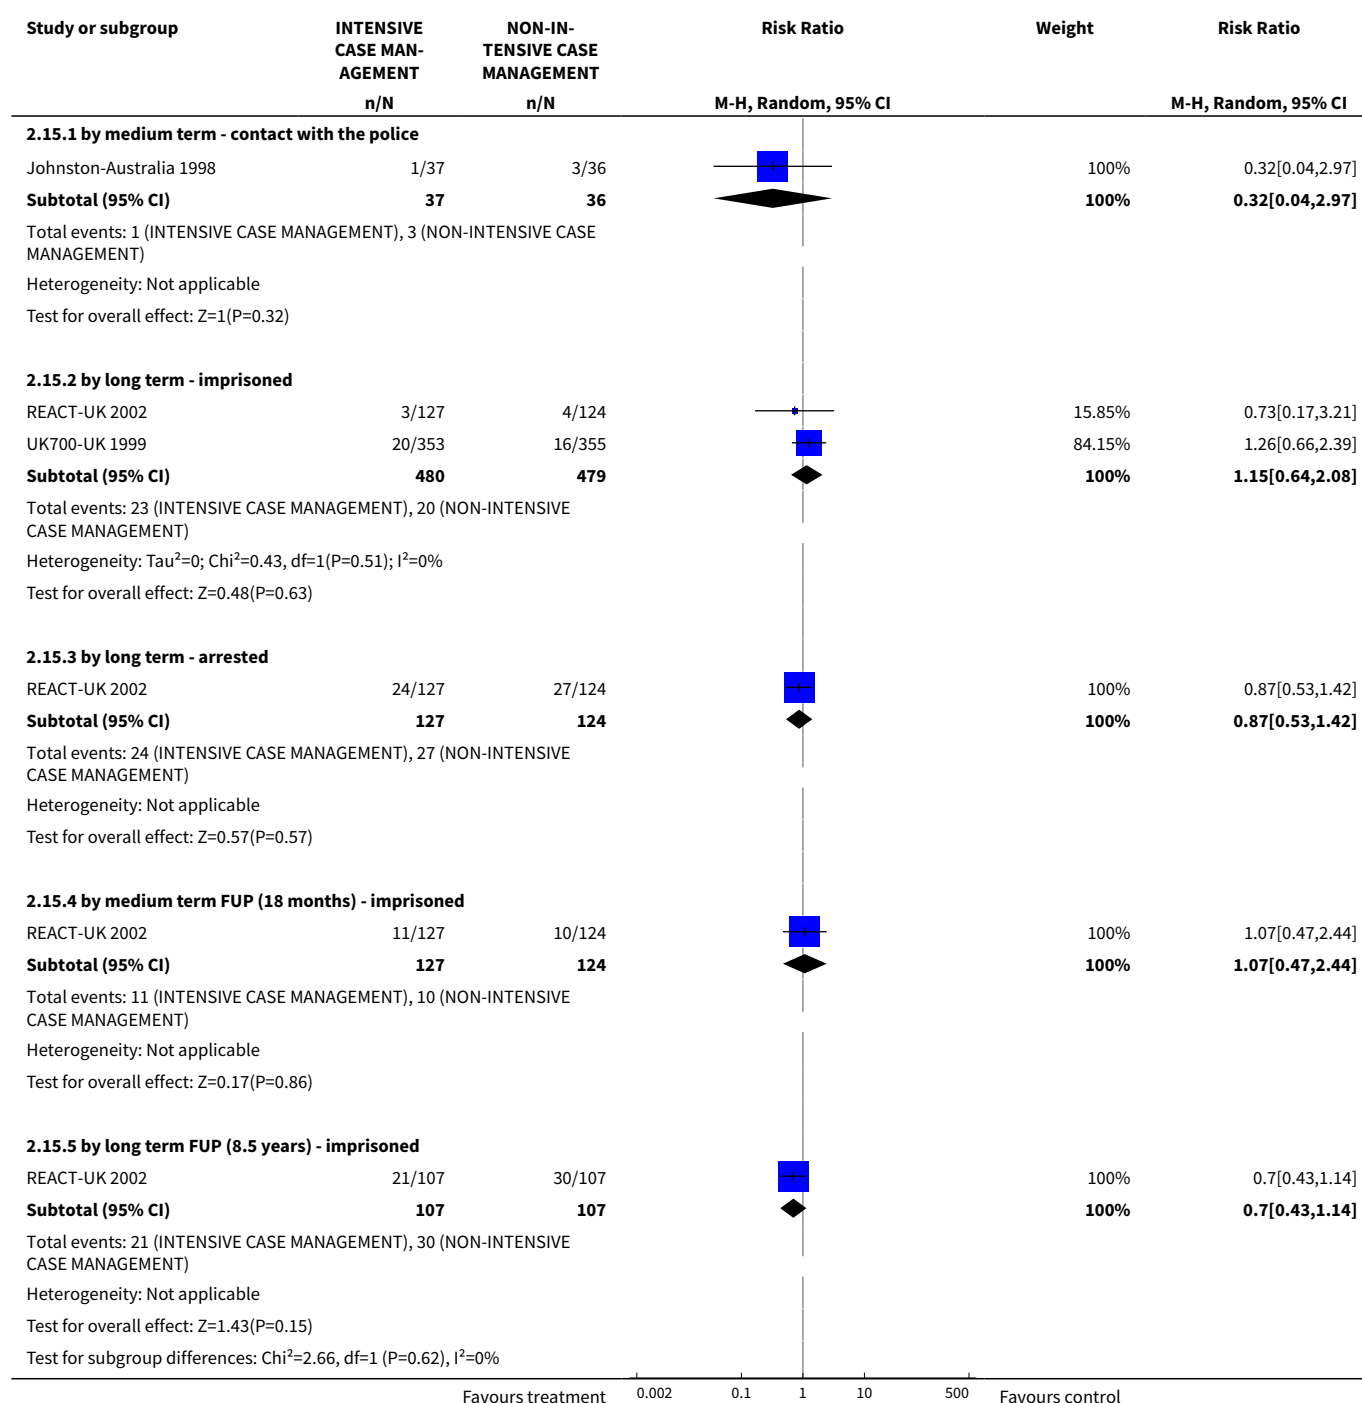 Study or subgroup INTENSIVE CASE MAN-AGEMENT NON-IN-TENSIVE CASE MANAGEMENT Risk Ratio Weight Risk Ratio
n/N n/N M-H, Random, 95% CI M-H, Random, 95% CI
2.15.1 by medium term - contact with the police
Johnston-Australia 1998 1/37 3/36 100% 0.32[0.04,2.97]
Subtotal (95% CI) 37 36 100% 0.32[0.04,2.97]
Total events: 1 (INTENSIVE CASE MANAGEMENT), 3 (NON-INTENSIVE CASE
MANAGEMENT)
Heterogeneity: Not applicable
Test for overall effect: Z=1(P=0.32)
2.15.2 by long term - imprisoned
REACT-UK 2002 3/127 4/124 15.85% 0.73[0.17,3.21]
UK700-UK 1999 20/353 16/355 84.15% 1.26[0.66,2.39]
Subtotal (95% CI) 480 479 100% 1.15[0.64,2.08]
Total events: 23 (INTENSIVE CASE MANAGEMENT), 20 (NON-INTENSIVE
CASE MANAGEMENT)
Heterogeneity: Tau²=0; Chi²=0.43, df=1(P=0.51); I²=0%
Test for overall effect: Z=0.48(P=0.63)
2.15.3 by long term - arrested
REACT-UK 2002 24/127 27/124 100% 0.87[0.53,1.42]
Subtotal (95% CI) 127 124 100% 0.87[0.53,1.42]
Total events: 24 (INTENSIVE CASE MANAGEMENT), 27 (NON-INTENSIVE
CASE MANAGEMENT)
Heterogeneity: Not applicable
Test for overall effect: Z=0.57(P=0.57)
2.15.4 by medium term FUP (18 months) - imprisoned
REACT-UK 2002 11/127 10/124 100% 1.07[0.47,2.44]
Subtotal (95% CI) 127 124 100% 1.07[0.47,2.44]
Total events: 11 (INTENSIVE CASE MANAGEMENT), 10 (NON-INTENSIVE
CASE MANAGEMENT)
Heterogeneity: Not applicable
Test for overall effect: Z=0.17(P=0.86)
2.15.5 by long term FUP (8.5 years) - imprisoned
REACT-UK 2002 21/107 30/107 100% 0.7[0.43,1.14]
Subtotal (95% CI) 107 107 100% 0.7[0.43,1.14]
Total events: 21 (INTENSIVE CASE MANAGEMENT), 30 (NON-INTENSIVE
CASE MANAGEMENT)
Heterogeneity: Not applicable
Test for overall effect: Z=1.43(P=0.15)
Test for subgroup differences: Chi²=2.66, df=1 (P=0.62), I²=0%
Favours treatment 0.002 0.1 1 10 500 Favours control